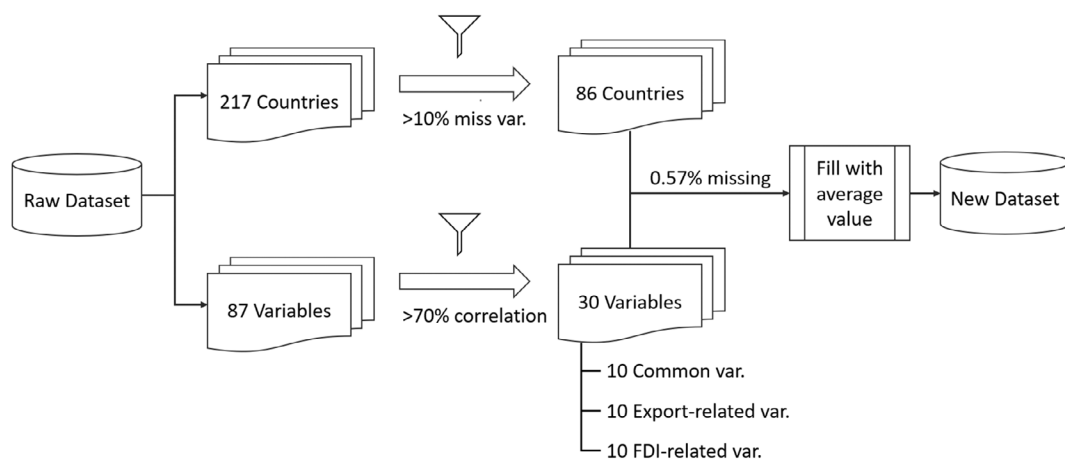 217 Countries
>10% miss var.
86 Countries
Raw Dataset
0.57% missing
Fill with
average
value
New Dataset
87 Variables
>70% correlation
30 Variables
10 Common var.
10 Export-related var.
10 FDI-related var.